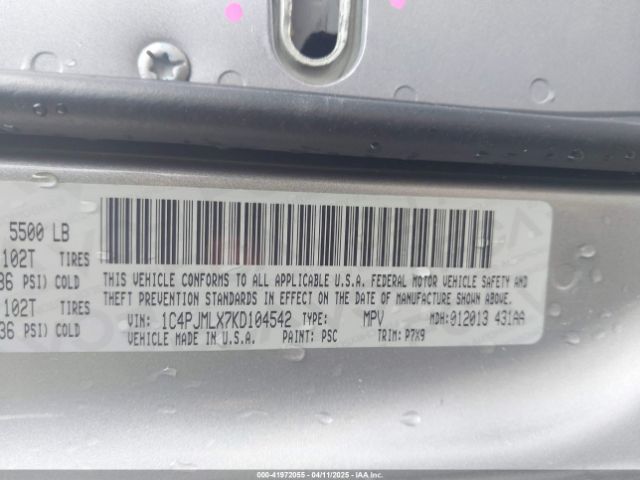 5500 LB
102T TIRES
36 PSI) COLD
102T TIRES
36 PSI) COLD
THIS VEHICLE CONFORMS TO ALL APPLICABLE U.S.A. FEDERAL MOTOR VEHICLE SAFETY AND
THEFT PREVENTION STANDARDS IN EFFECT ON THE DATE OF MANUFACTURE SHOWN ABOVE.
VIN: 1C4PJMLX7KD104542 TYPE: MPV MDH:012013 431AA
VEHICLE MADE IN U.S.A. PAINT: PSC TRIM: P7X9
000-41972055 - 04/11/2025 - IAAI.COM